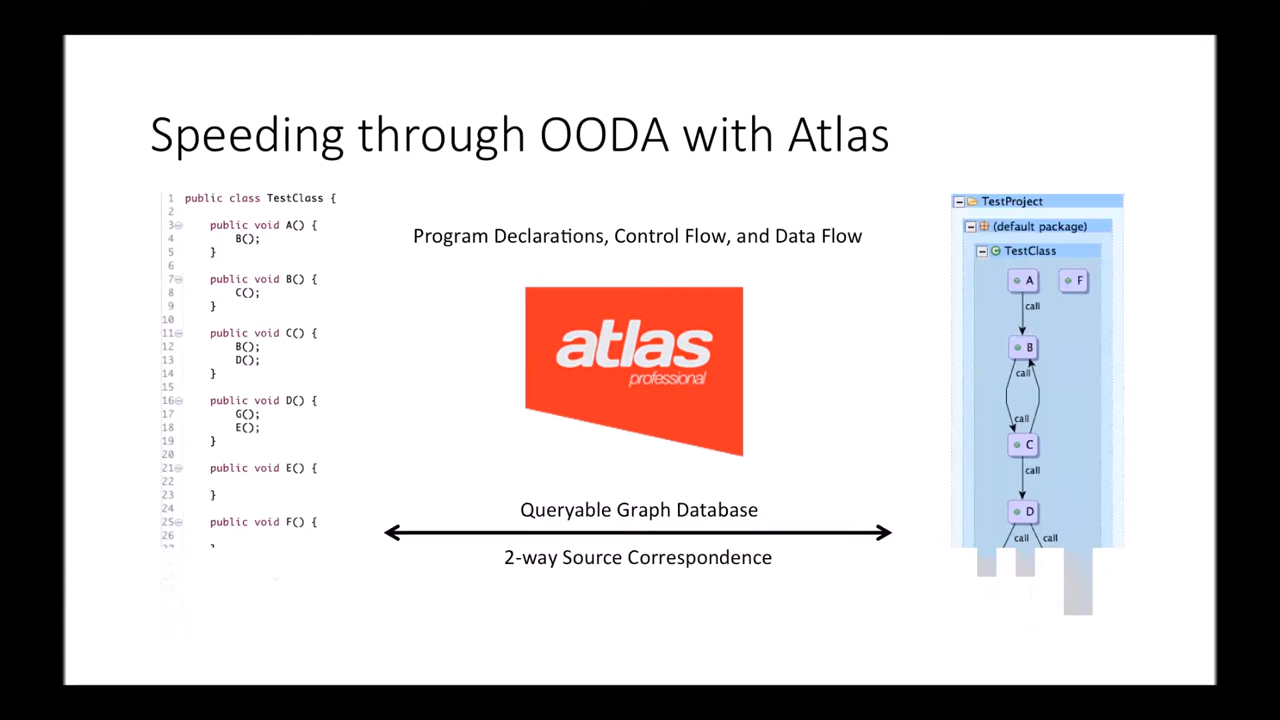 Speeding through OODA with Atlas
1 public class TestClass {
2
3 public void A() {
4 B();
5 }
6
7 public void B() {
8 C();
9 }
10
11 public void C() {
12 B();
13 D();
14 }
15
16 public void D() {
17 G();
18 E();
19 }
20
21 public void E() {
22
23 }
24
25 public void F() {
26
Program Declarations, Control Flow, and Data Flow
atlas
professional
Queryable Graph Database
2-way Source Correspondence
TestProject
(default package)
TestClass
A F
call
B
call
call
C
call
D
call call